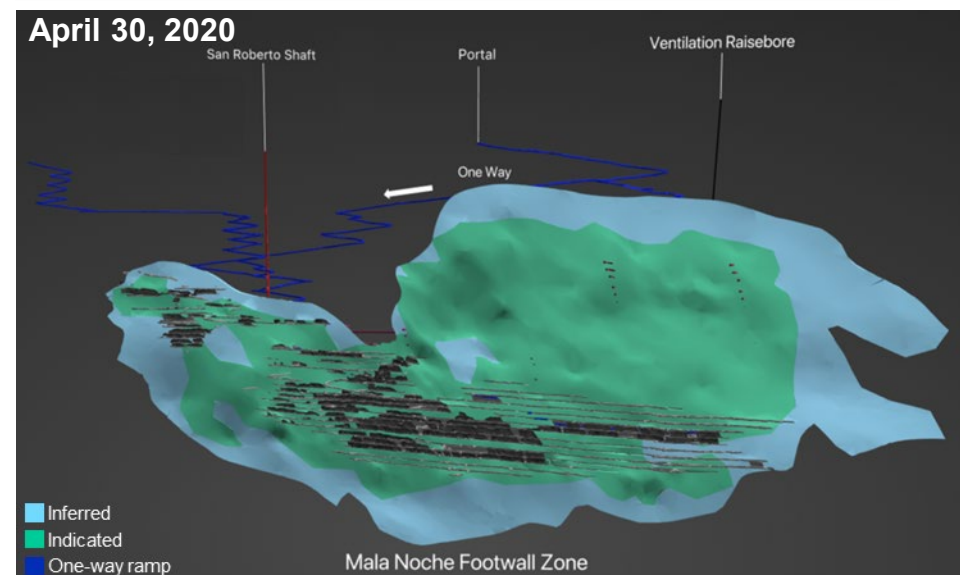 April 30, 2020
San Roberto Shaft
Portal
Ventilation Raisebore
One Way
Inferred
Indicated
One-way ramp
Mala Noche Footwall Zone